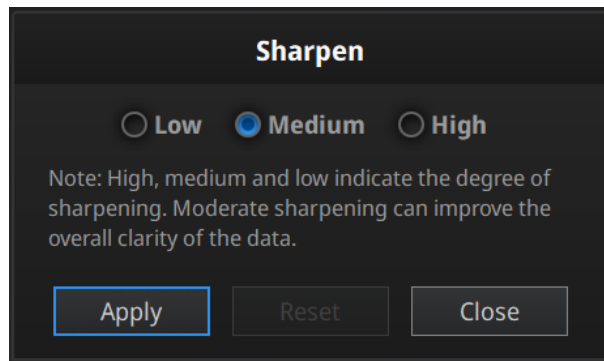 Sharpen
Low Medium High
Note: High, medium and low indicate the degree of
sharpening. Moderate sharpening can improve the
overall clarity of the data.
Apply Reset Close